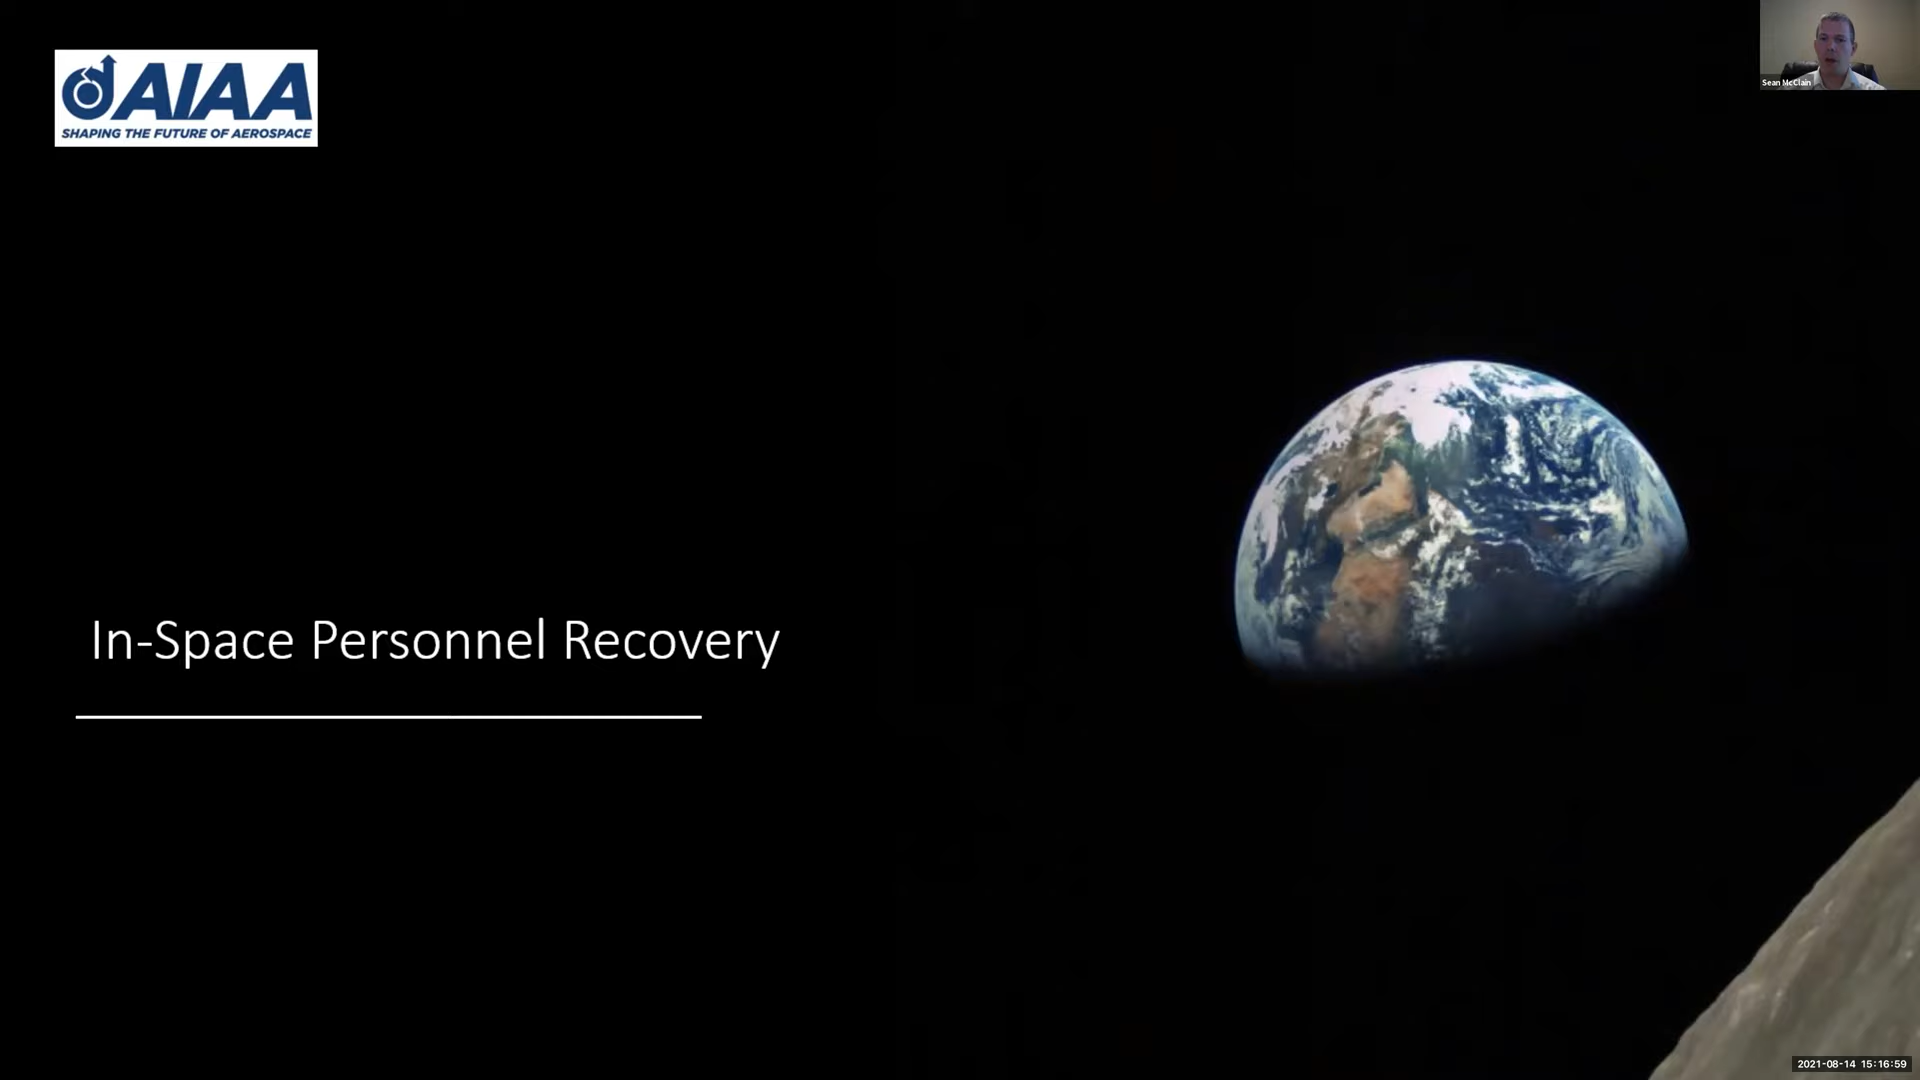 AIAA
SHAPING THE FUTURE OF AEROSPACE
Sean McClain
In-Space Personnel Recovery
2021-08-14 15:16:59